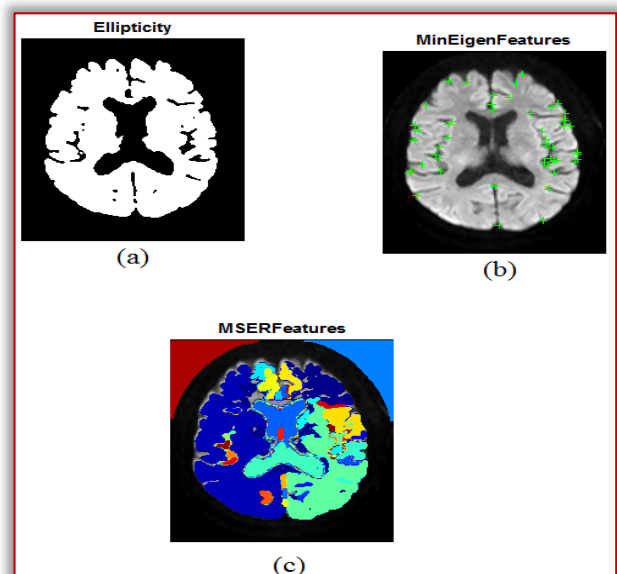 Ellipticity
MinEigenFeatures
(a)
(b)
MSERFeatures
(c)